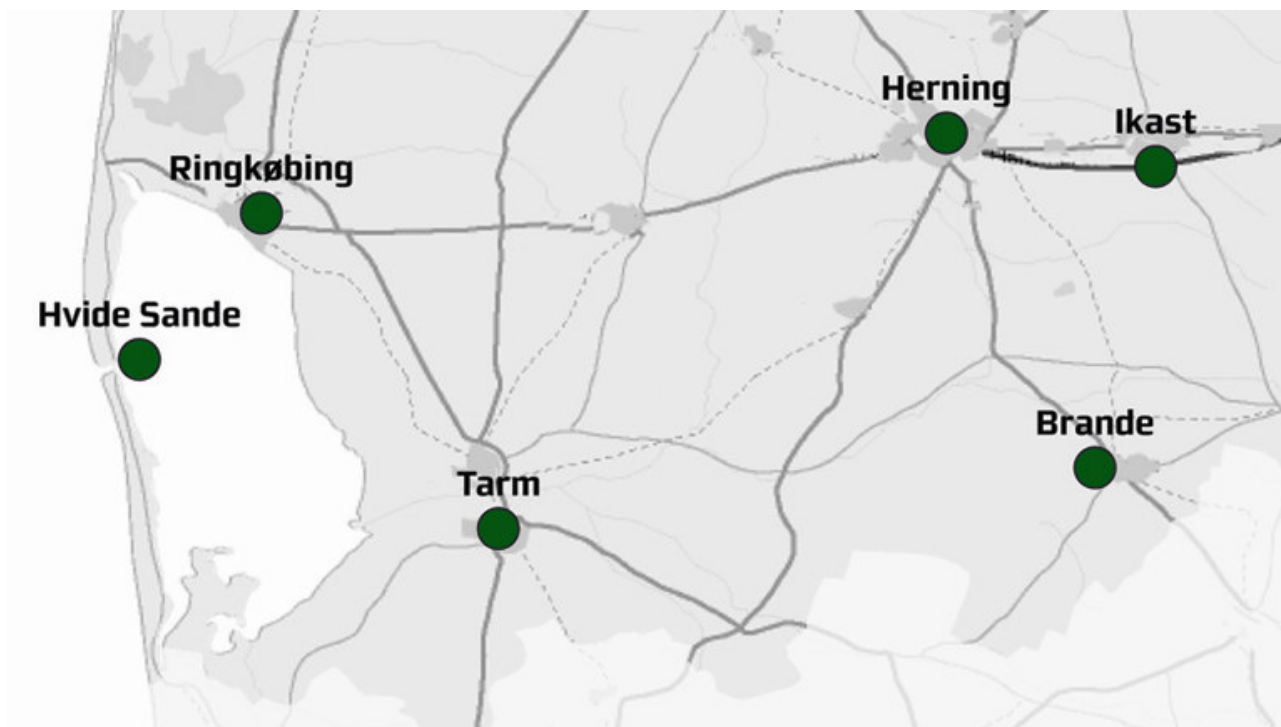 Herning
Ikast
Ringkøbing
Hvide Sande
Brande
Tarm